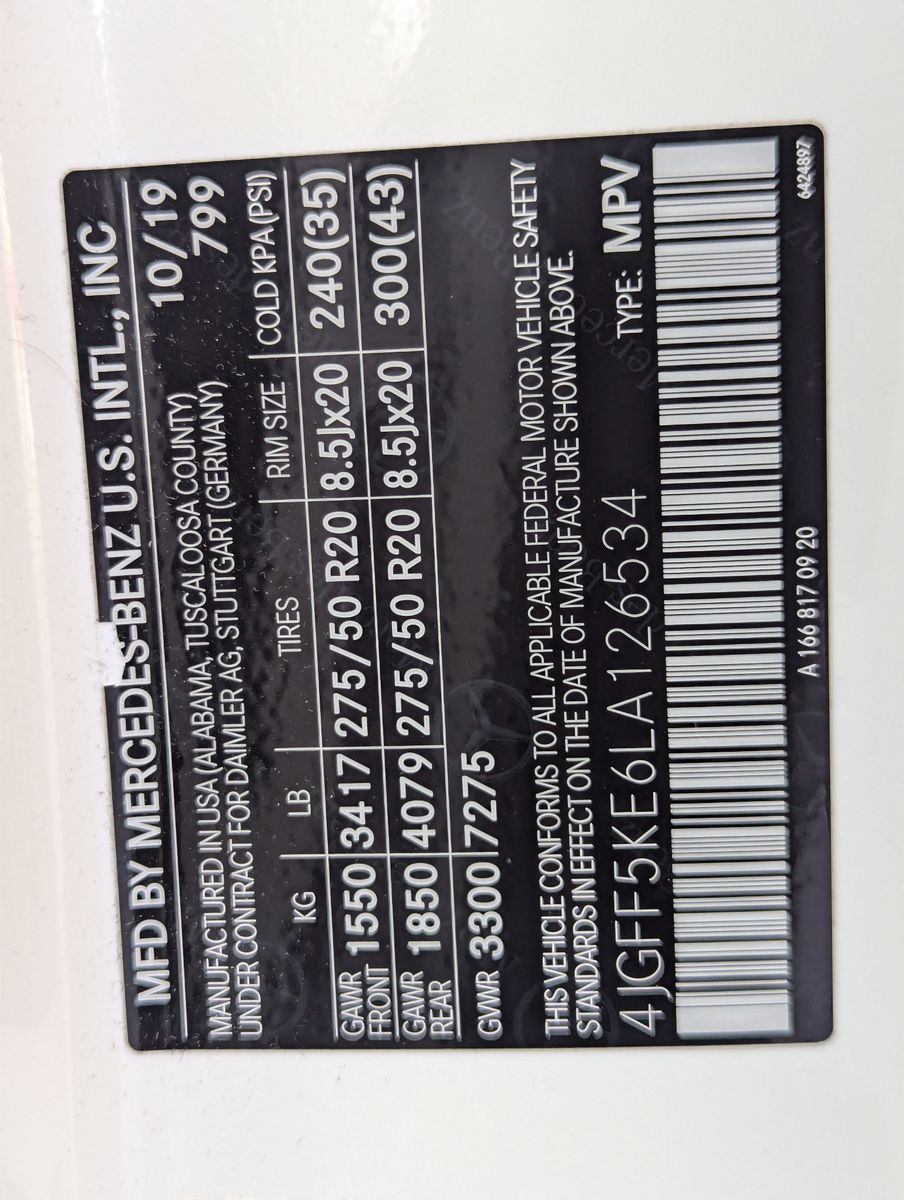 MFD BY MERCEDES-BENZ U.S. INTL., INC
MANUFACTURED IN USA (ALABAMA, TUSCALOOSA COUNTY) 10/19
UNDER CONTRACT FOR DAIMLER AG, STUTTGART (GERMANY) 799
KG LB TIRES RIM SIZE COLD KPA (PSI)
GAWR FRONT 1550 3417 275/50 R20 8.5Jx20 240(35)
GAWR REAR 1850 4079 275/50 R20 8.5Jx20 300(43)
GVWR 3300 7275
THIS VEHICLE CONFORMS TO ALL APPLICABLE FEDERAL MOTOR VEHICLE SAFETY
STANDARDS IN EFFECT ON THE DATE OF MANUFACTURE SHOWN ABOVE.
4JGFF5KE6LA126534 TYPE: MPV
A 166 817 09 20 6424897